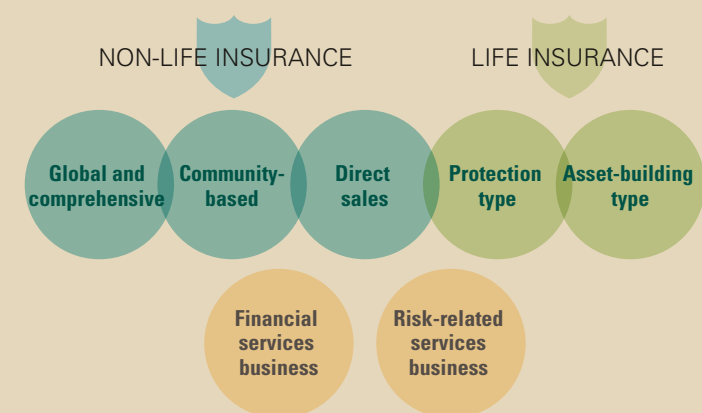 NON-LIFE INSURANCE
LIFE INSURANCE
Global and
comprehensive
Community-
based
Direct
sales
Protection
type
Asset-building
type
Financial
services
business
Risk-related
services
business